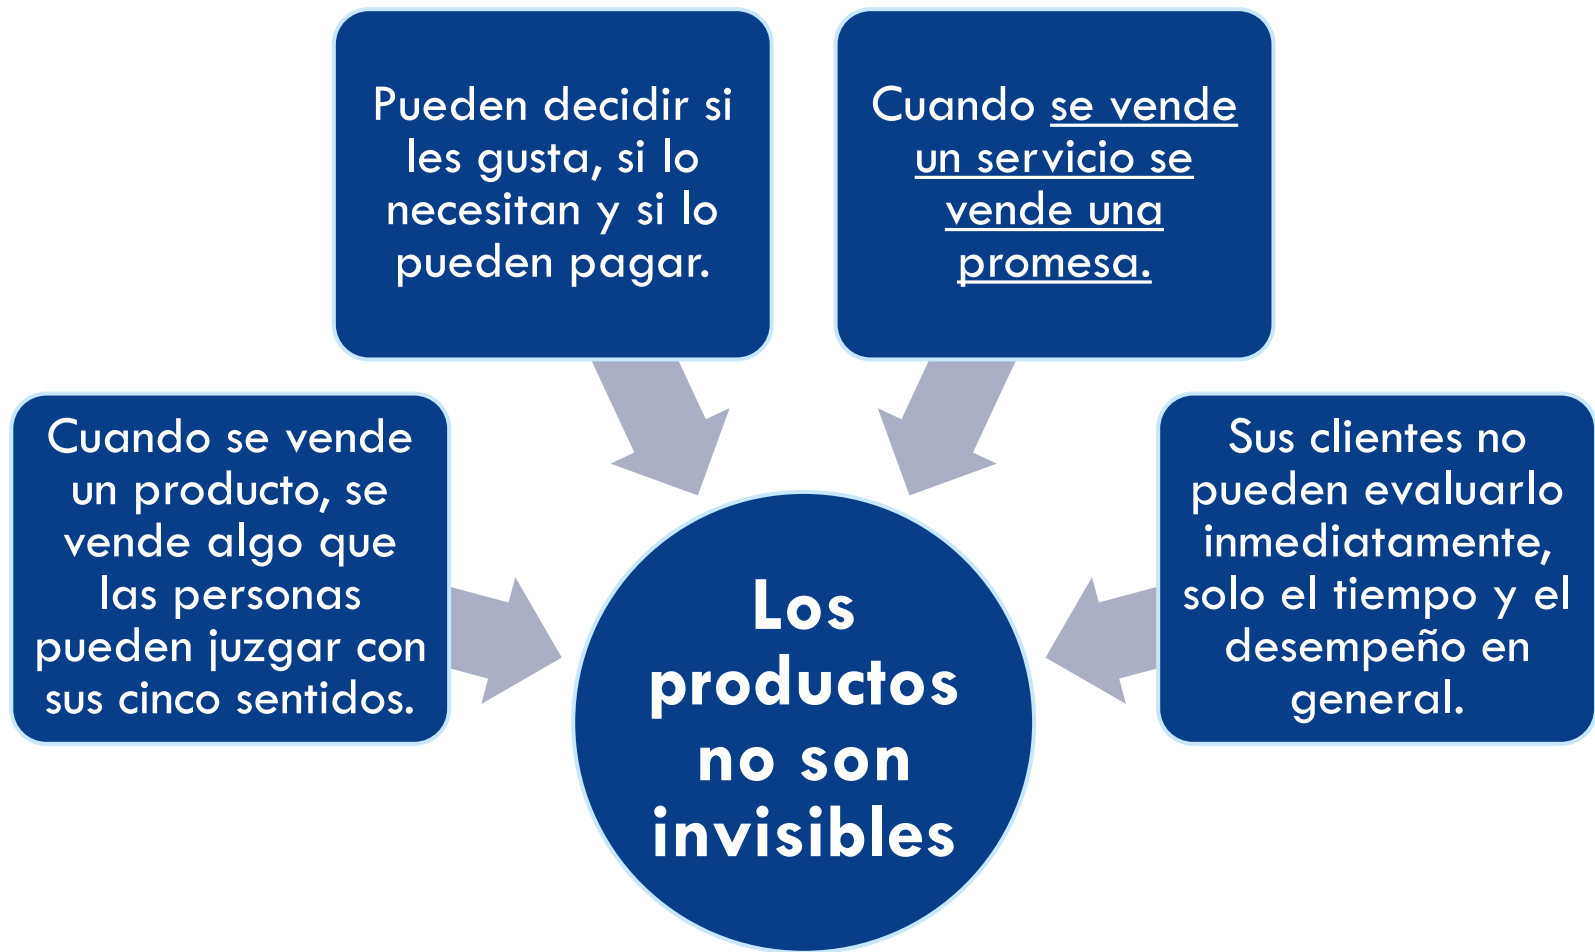 Cuando se vende
un producto, se
vende algo que
las personas
pueden juzgar con
sus cinco sentidos.
Pueden decidir si
les gusta, si lo
necesitan y si lo
pueden pagar.
Cuando se vende
un servicio se
vende una
promesa.
Sus clientes no
pueden evaluarlo
inmediatamente,
solo el tiempo y el
desempeño en
general.
Los
productos
no son
invisibles